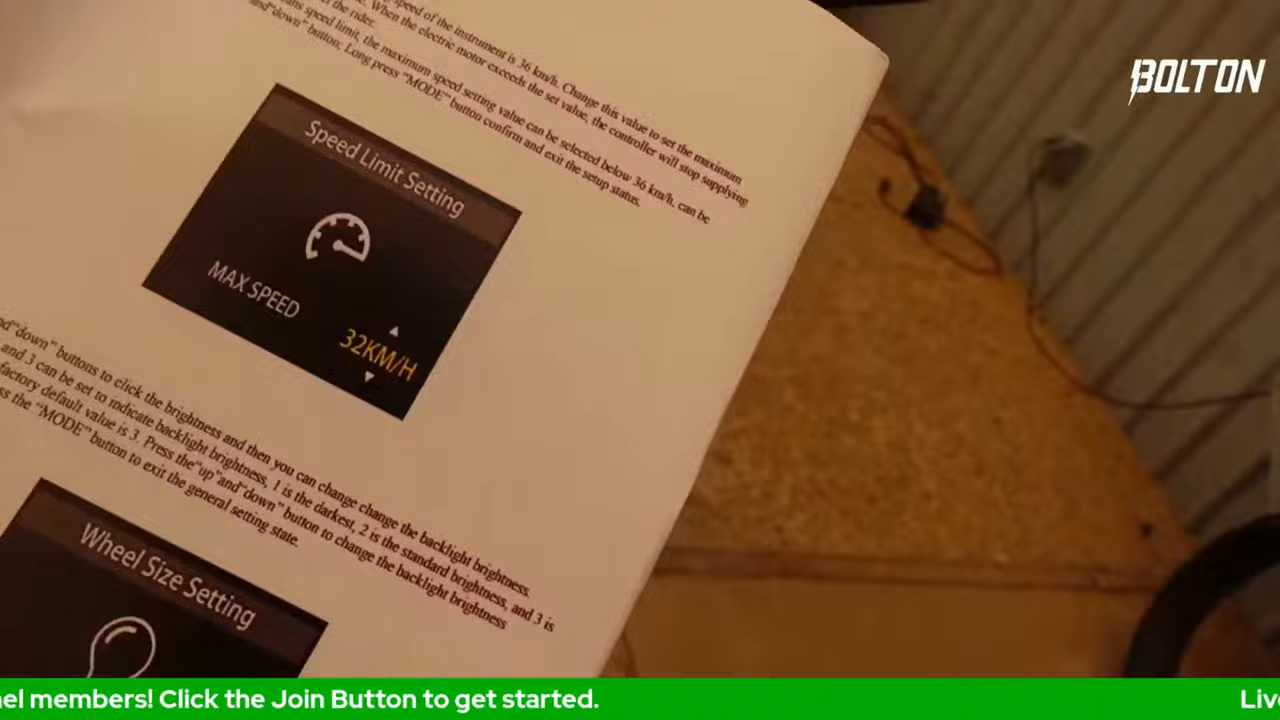 speed of the instrument is 36 km/h. Change this value to set the maximum
When the electric motor exceeds the set value, the controller will stop supplying
the rider.
speed limit, the maximum speed setting value can be selected below 36 km/h. can be
and"down" button, Long press "MODE" button confirm and exit the setup status.
BOLTON
Speed Limit Setting
MAX SPEED
32KM/H
"down" buttons to click the brightness and then you can change change the backlight brightness.
and 3 can be set to indicate backlight brightness, 1 is the darkest, 2 is the standard brightness, and 3 is
factory default value is 3. Press the"up"and"down" button to change the backlight brightness
the "MODE" button to exit the general setting state.
Wheel Size Setting
members! Click the Join Button to get started.